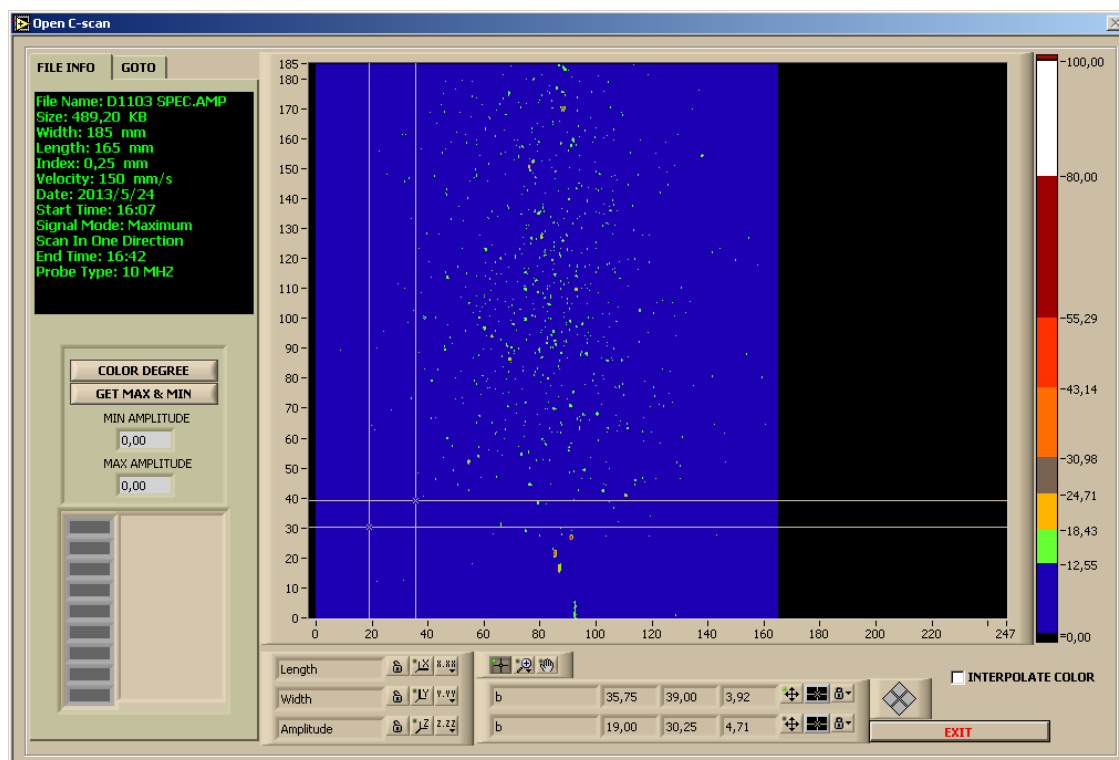 Open C-scan
FILE INFO GOTO
File Name: D1103 SPEC.AMP
Size: 489,20 KB
Width: 185 mm
Length: 165 mm
Index: 0,25 mm
Velocity: 150 mm/s
Date: 2013/5/24
Start Time: 16:07
Signal Mode: Maximum
Scan In One Direction
End Time: 16:42
Probe Type: 10 MHZ
COLOR DEGREE
GET MAX & MIN
MIN AMPLITUDE
0,00
MAX AMPLITUDE
0,00
185
180
170
160
150
140
130
120
110
100
90
80
70
60
50
40
30
20
10
0
0 20 40 60 80 100 120 140 160 180 200 220 247
100,00
80,00
55,29
43,14
30,98
24,71
18,43
12,55
0,00
Length X X.XX
Width Y Y.YY
Amplitude Z Z.ZZ
b 35,75 39,00 3,92
b 19,00 30,25 4,71
INTERPOLATE COLOR
EXIT